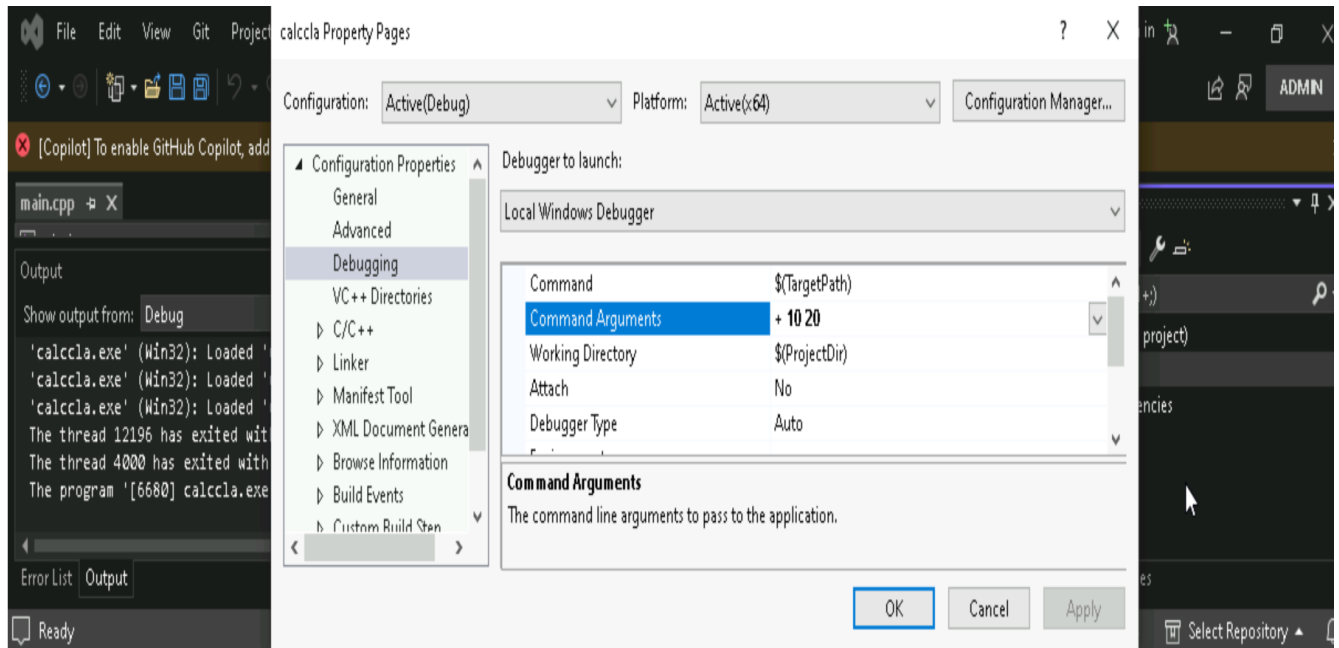 File Edit View Git Project
calccla Property Pages
? X
in
ADMIN
Configuration: Active(Debug) Platform: Active(x64) Configuration Manager...
[Copilot] To enable GitHub Copilot, add
main.cpp
Output
Show output from: Debug
'calccla.exe' (Win32): Loaded '
'calccla.exe' (Win32): Loaded '
'calccla.exe' (Win32): Loaded '
The thread 12196 has exited wit
The thread 4000 has exited with
The program '[6680] calccla.exe
Error List Output
Ready
Configuration Properties
General
Advanced
Debugging
VC++ Directories
C/C++
Linker
Manifest Tool
XML Document Genera
Browse Information
Build Events
Custom Build Step
Debugger to launch:
Local Windows Debugger
Command $(TargetPath)
Command Arguments + 10 20
Working Directory $(ProjectDir)
Attach No
Debugger Type Auto
Command Arguments
The command line arguments to pass to the application.
OK Cancel Apply
+;)
project)
encies
es
Select Repository